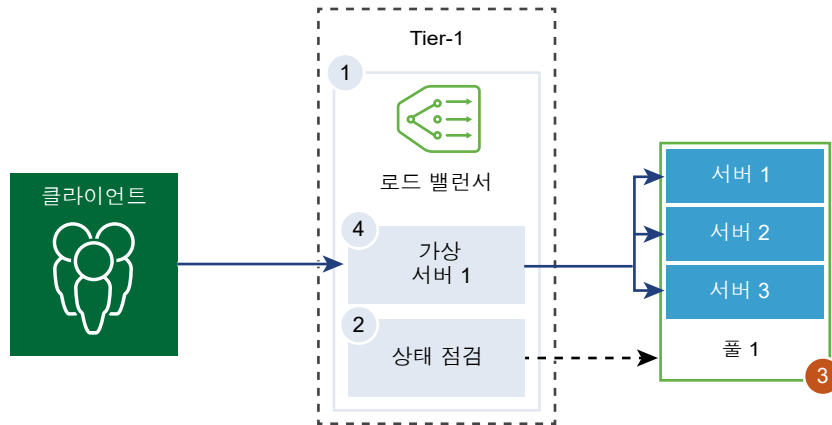 Tier-1
1
로드 밸런서
클라이언트
4
가상
서버 1
2
상태 점검
서버 1
서버 2
서버 3
풀 1
3